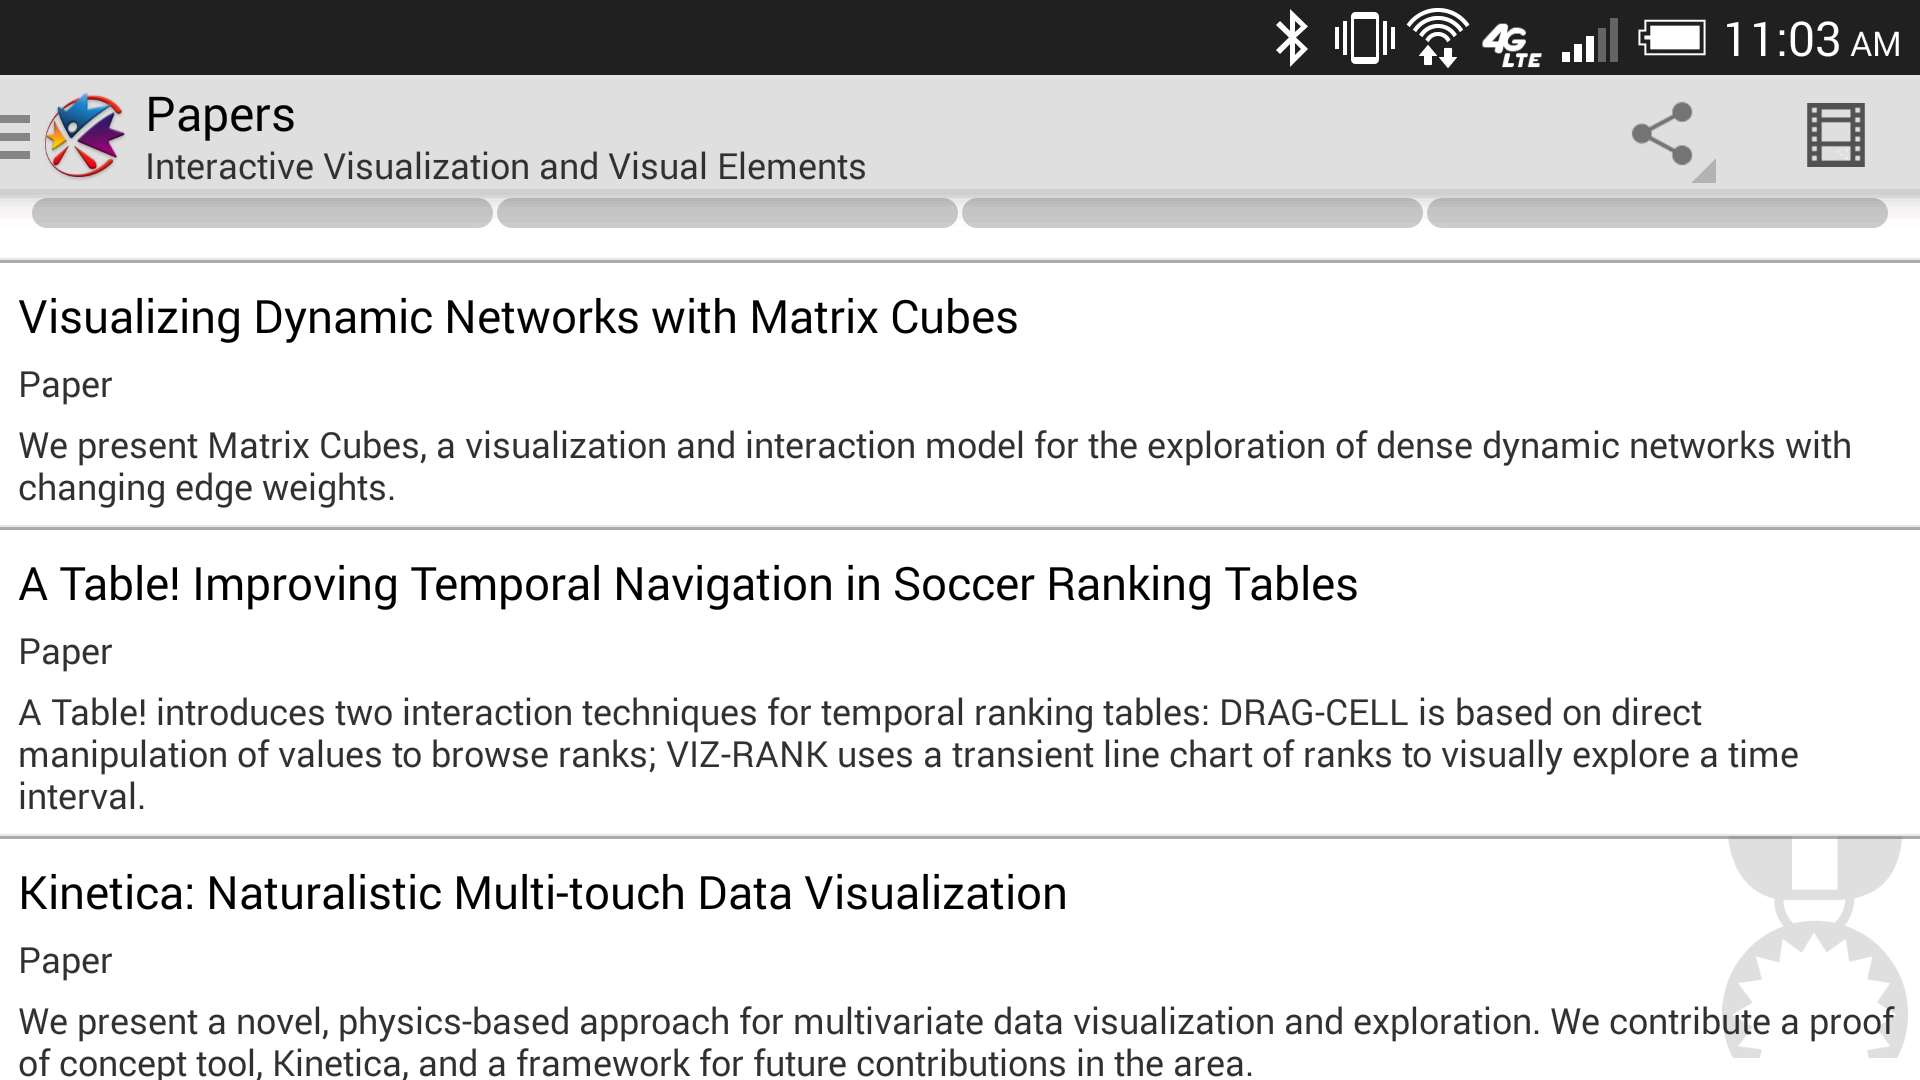 4G LTE 11:03 AM
Papers
Interactive Visualization and Visual Elements
Visualizing Dynamic Networks with Matrix Cubes
Paper
We present Matrix Cubes, a visualization and interaction model for the exploration of dense dynamic networks with
changing edge weights.
A Table! Improving Temporal Navigation in Soccer Ranking Tables
Paper
A Table! introduces two interaction techniques for temporal ranking tables: DRAG-CELL is based on direct
manipulation of values to browse ranks; VIZ-RANK uses a transient line chart of ranks to visually explore a time
interval.
Kinetica: Naturalistic Multi-touch Data Visualization
Paper
We present a novel, physics-based approach for multivariate data visualization and exploration. We contribute a proof
of concept tool, Kinetica, and a framework for future contributions in the area.